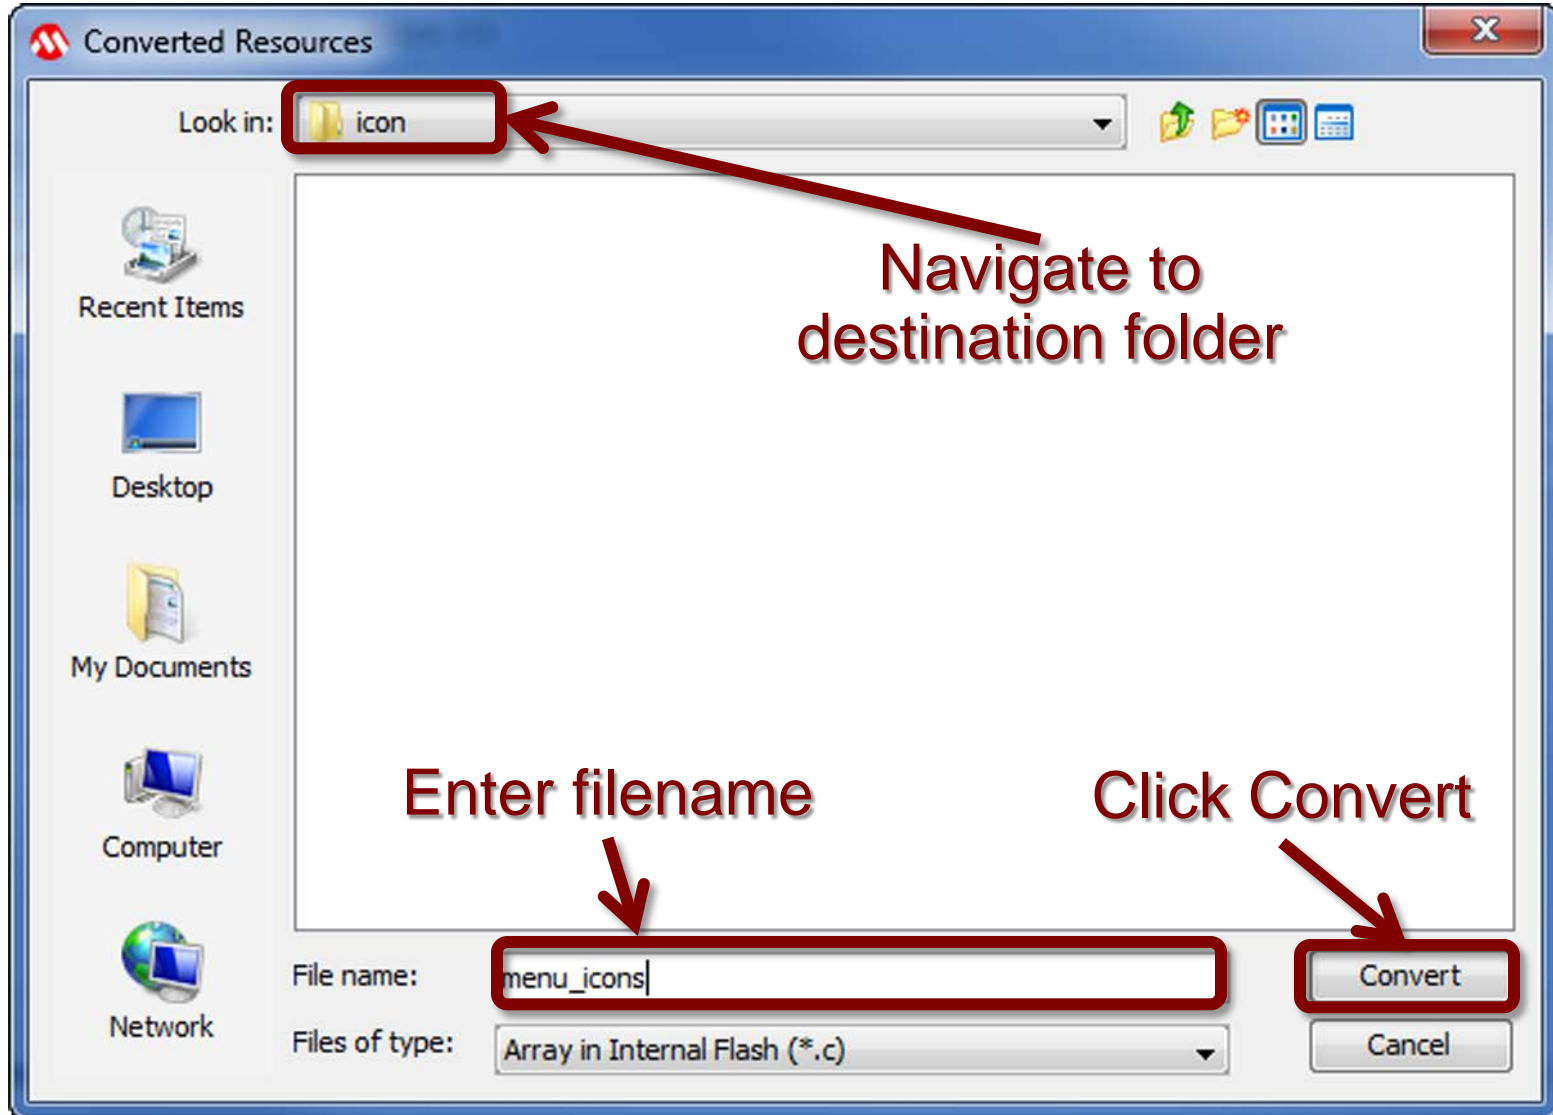 Converted Resources
x
Look in: icon
Navigate to
destination folder
Recent Items
Desktop
My Documents
Computer
Network
Enter filename
Click Convert
File name: menu_icons Convert
Files of type: Array in Internal Flash (*.c) Cancel